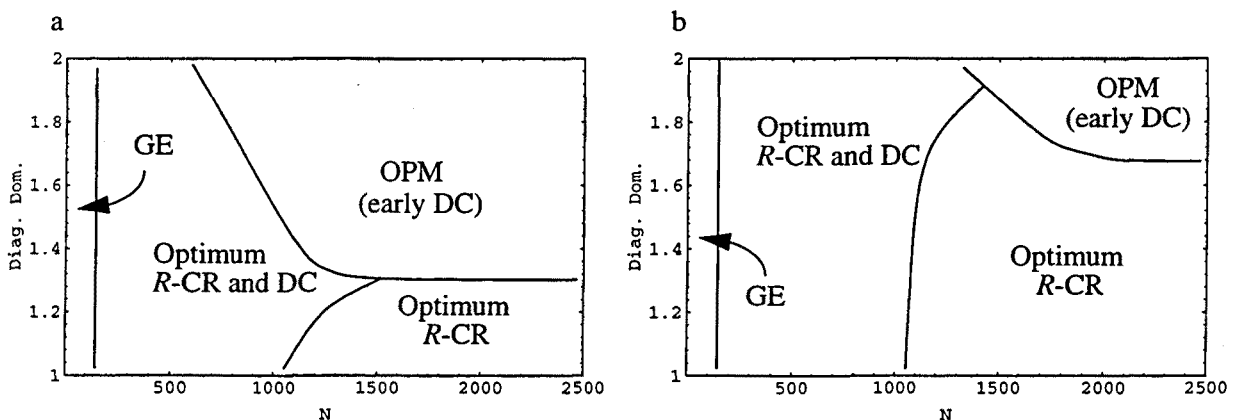 a
2
1.8
1.6
1.4
1.2
1
Diag. Dom.
GE
OPM
(early DC)
Optimum
R-CR and DC
Optimum
R-CR
500
1000
1500
2000
2500
N
b
2
1.8
1.6
1.4
1.2
1
Diag. Dom.
Optimum
R-CR and DC
OPM
(early DC)
GE
Optimum
R-CR
500
1000
1500
2000
2500
N